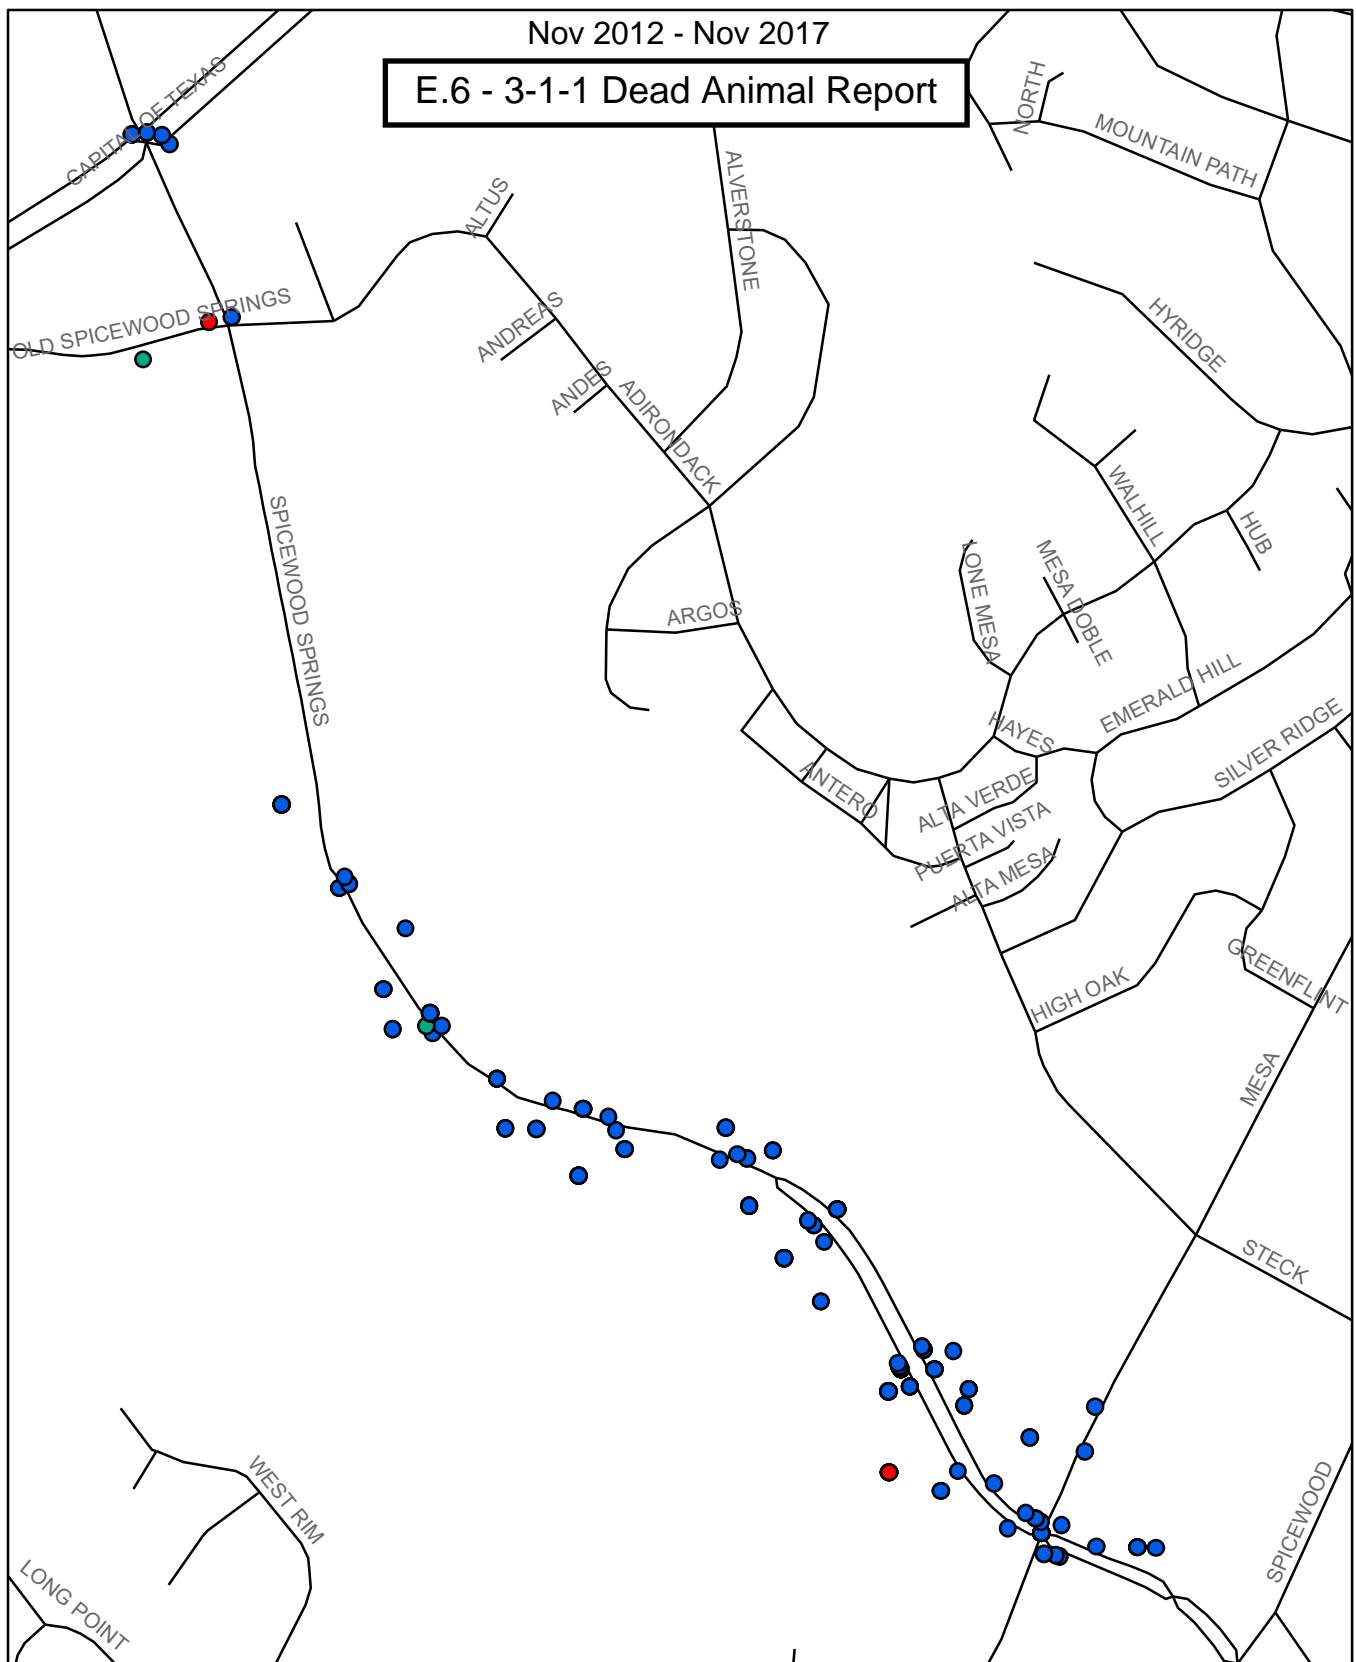 Nov 2012 - Nov 2017
E.6 - 3-1-1 Dead Animal Report
CAPITAL OF TEXAS
NORTH
MOUNTAIN PATH
ALVERSTONE
ALTUS
OLD SPICEWOOD SPRINGS
ANDREAS
HYRIDGE
ANDES
ADIRONDACK
WALHILL
HUB
SPICEWOOD SPRINGS
LONE MESA
MESA DOBLE
ARGOS
EMERALD HILL
HAYES
SILVER RIDGE
ANTERO
ALTA VERDE
PUERTA VISTA
ALTA MESA
GREENFLINT
HIGH OAK
MESA
STECK
WEST RIM
SPICEWOOD
LONG POINT